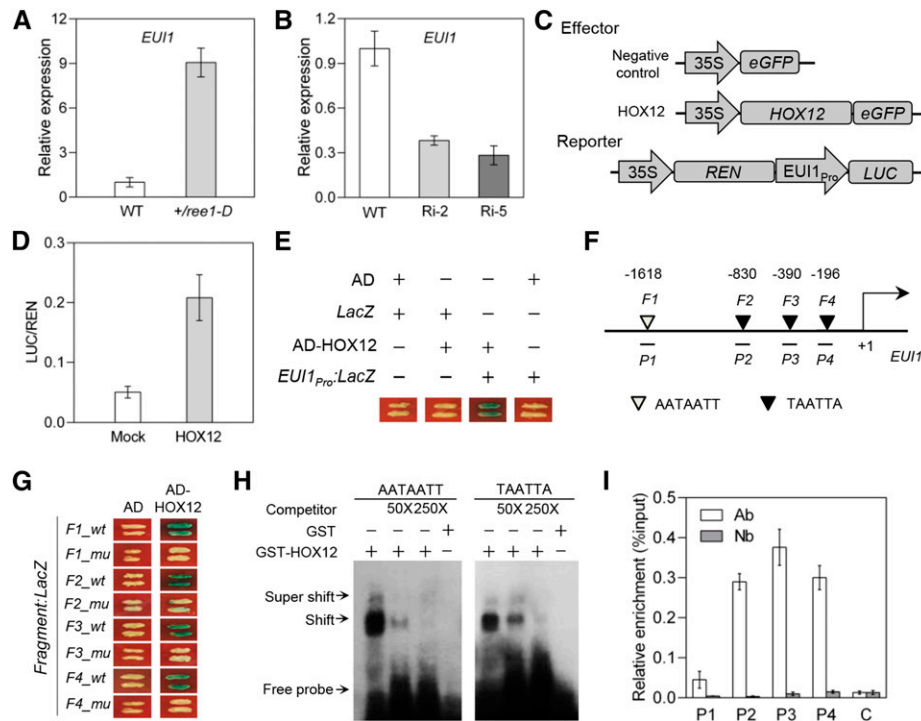 A
EUI1
Relative expression
12
9
6
3
0
WT
+/ree1-D
B
EUI1
Relative expression
1.2
0.9
0.6
0.3
0
WT
Ri-2
Ri-5
C
Effector
Negative
control
35S
eGFP
HOX12
35S
HOX12
eGFP
Reporter
35S
REN
EUI1Pro
LUC
D
LUC/REN
0.3
0.2
0.1
0.0
Mock
HOX12
E
AD + − − +
LacZ + + − −
AD-HOX12 − + + −
EUI1Pro:LacZ − − + +
F
-1618 -830 -390 -196
F1 F2 F3 F4
P1 P2 P3 P4
+1
EUI1
AATAATT
TAATTA
G
AD
AD-
HOX12
Fragment:LacZ
F1_wt
F1_mu
F2_wt
F2_mu
F3_wt
F3_mu
F4_wt
F4_mu
H
AATAATT TAATTA
Competitor 50X250X 50X 250X
GST − − − + − − − +
GST-HOX12 + + + − + + + −
Super shift
Shift
Free probe
I
Relative enrichment (%input)
0.5
0.4
0.3
0.2
0.1
0.0
Ab
Nb
P1
P2
P3
P4
C